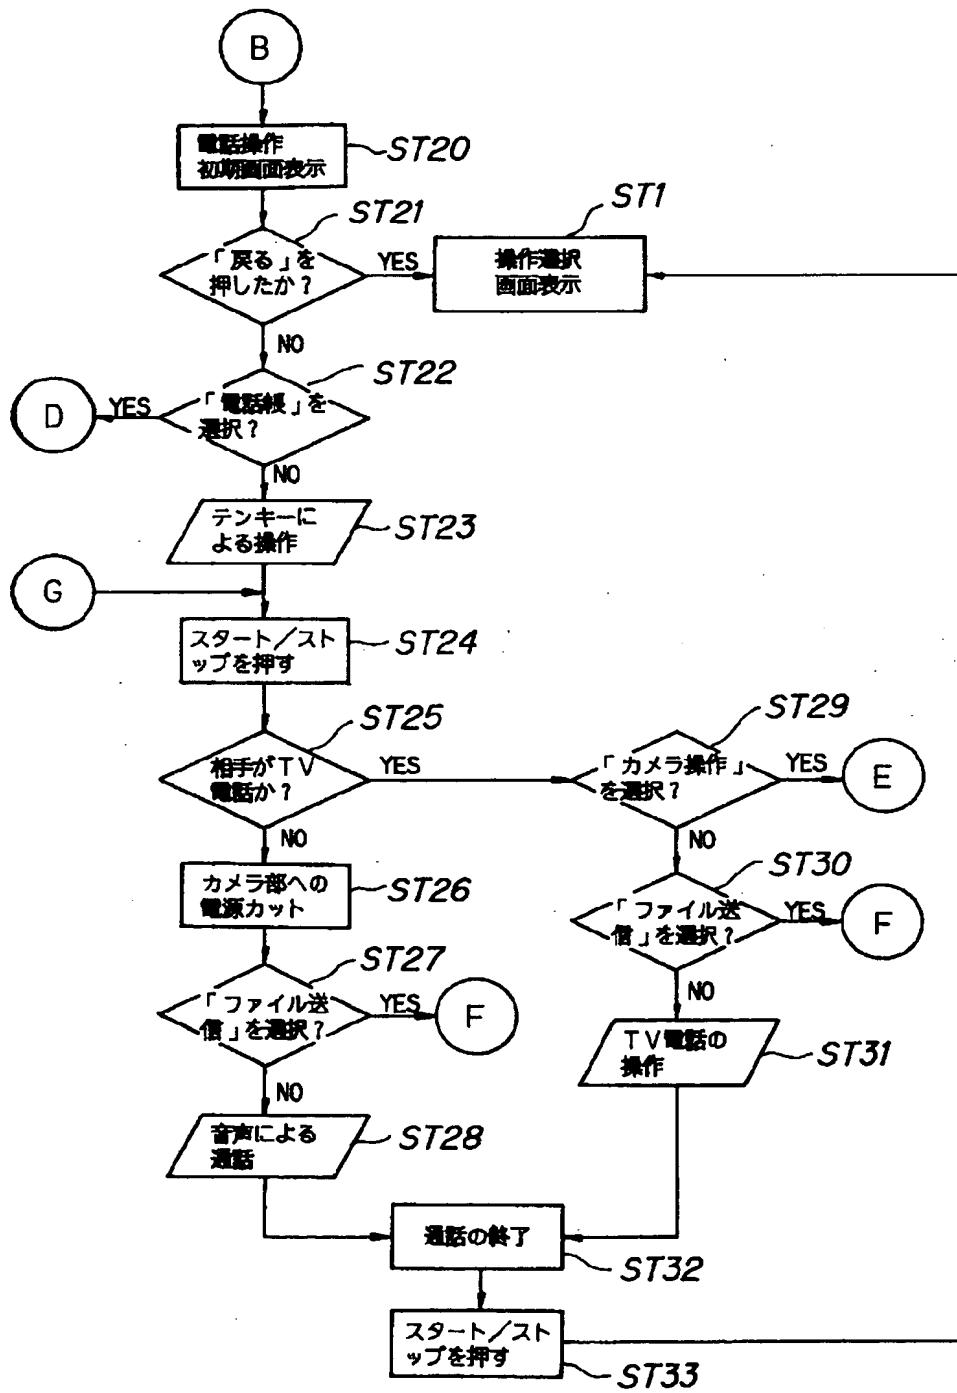 B
電話操作
初期画面表示
ST20
ST21
「戻る」を
押したか？
YES
ST1
操作選択
画面表示
NO
ST22
「電話帳」を
選択？
YES
D
NO
テンキーに
よる操作
ST23
G
スタート／スト
ップを押す
ST24
ST25
相手がTV
電話か？
YES
ST29
「カメラ操作」
を選択？
YES
E
NO
NO
カメラ部への
電源カット
ST26
ST30
「ファイル送
信」を選択？
YES
F
ST27
「ファイル送
信」を選択？
YES
F
NO
TV電話の
操作
ST31
NO
音声による
通話
ST28
通話の終了
ST32
スタート／スト
ップを押す
ST33